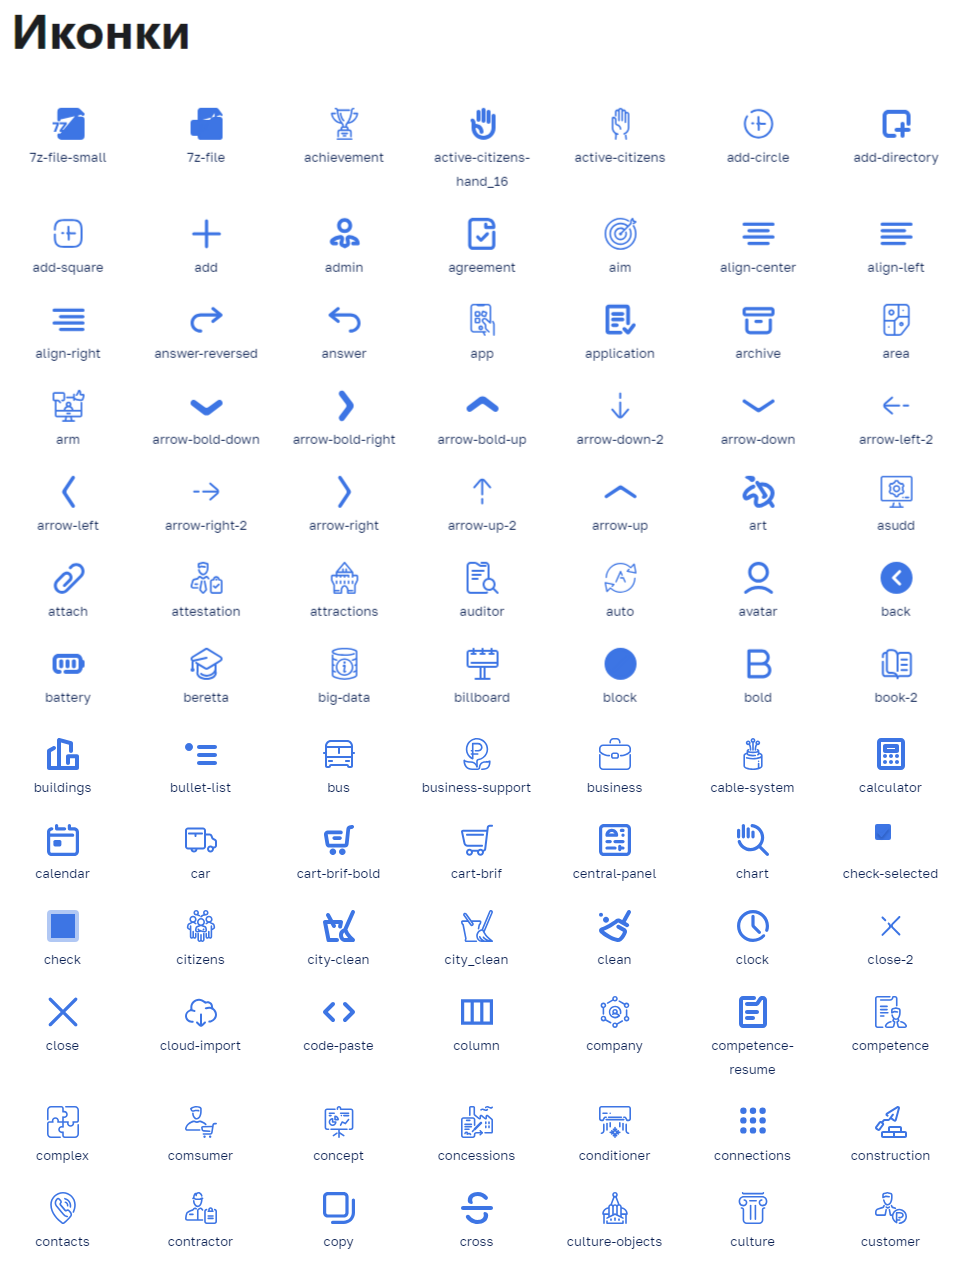 Иконки
7z-file-small 7z-file achievement active-citizens- active-citizens add-circle add-directory
hand_16
add-square add admin agreement aim align-center align-left
align-right answer-reversed answer app application archive area
arm arrow-bold-down arrow-bold-right arrow-bold-up arrow-down-2 arrow-down arrow-left-2
arrow-left arrow-right-2 arrow-right arrow-up-2 arrow-up art asudd
attach attestation attractions auditor auto avatar back
battery beretta big-data billboard block bold book-2
buildings bullet-list bus business-support business cable-system calculator
calendar car cart-brif-bold cart-brif central-panel chart check-selected
check citizens city-clean city_clean clean clock close-2
close cloud-import code-paste column company competence- competence
resume
complex comsumer concept concessions conditioner connections construction
contacts contractor copy cross culture-objects culture customer